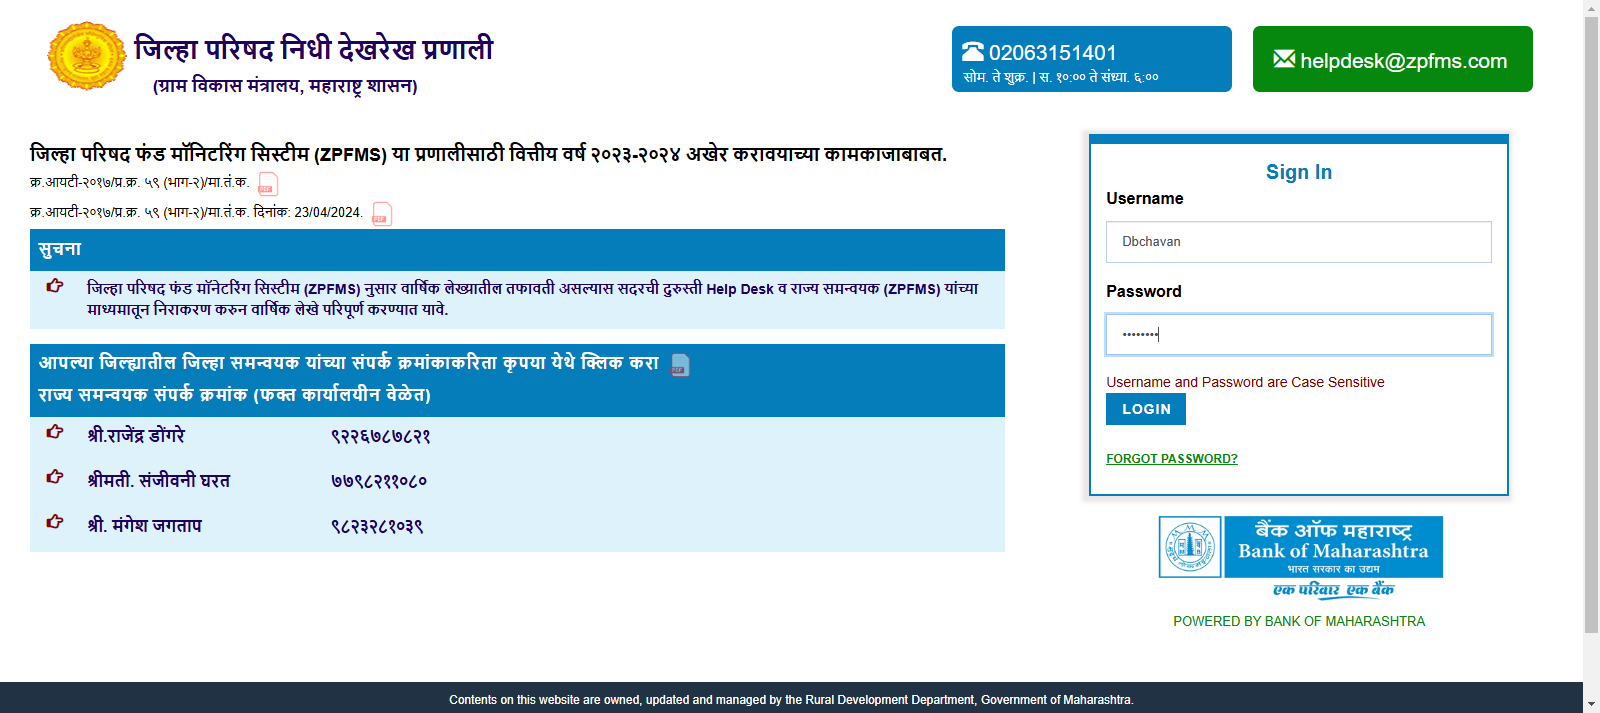 जिल्हा परिषद निधी देखरेख प्रणाली
(ग्राम विकास मंत्रालय, महाराष्ट्र शासन)
02063151401
सोम. ते शुक्र. | स. १०:०० ते संध्या. ६:००
helpdesk@zpfms.com
जिल्हा परिषद फंड मॉनिटरिंग सिस्टीम (ZPFMS) या प्रणालीसाठी वित्तीय वर्ष २०२३-२०२४ अखेर करावयाच्या कामकाजाबाबत.
क्र.आयटी-२०१७/प्र.क्र. ५९ (भाग-२)/मा.तं.क.
क्र.आयटी-२०१७/प्र.क्र. ५९ (भाग-२)/मा.तं.क. दिनांक: 23/04/2024.
सुचना
जिल्हा परिषद फंड मॉनेटरिंग सिस्टीम (ZPFMS) नुसार वार्षिक लेख्यातील तफावती असल्यास सदरची दुरुस्ती Help Desk व राज्य समन्वयक (ZPFMS) यांच्या
माध्यमातून निराकरण करुन वार्षिक लेखे परिपूर्ण करण्यात यावे.
आपल्या जिल्ह्यातील जिल्हा समन्वयक यांच्या संपर्क क्रमांकाकरिता कृपया येथे क्लिक करा
राज्य समन्वयक संपर्क क्रमांक (फक्त कार्यालयीन वेळेत)
श्री.राजेंद्र डोंगरे ९२२६७८७८२१
श्रीमती. संजीवनी घरत ७७९८२११०८०
श्री. मंगेश जगताप ९८२३२८१०३९
Sign In
Username
Dbchavan
Password
••••••••
Username and Password are Case Sensitive
LOGIN
FORGOT PASSWORD?
बैंक ऑफ महाराष्ट्र
Bank of Maharashtra
भारत सरकार का उद्यम
एक परिवार एक बैंक
POWERED BY BANK OF MAHARASHTRA
Contents on this website are owned, updated and managed by the Rural Development Department, Government of Maharashtra.